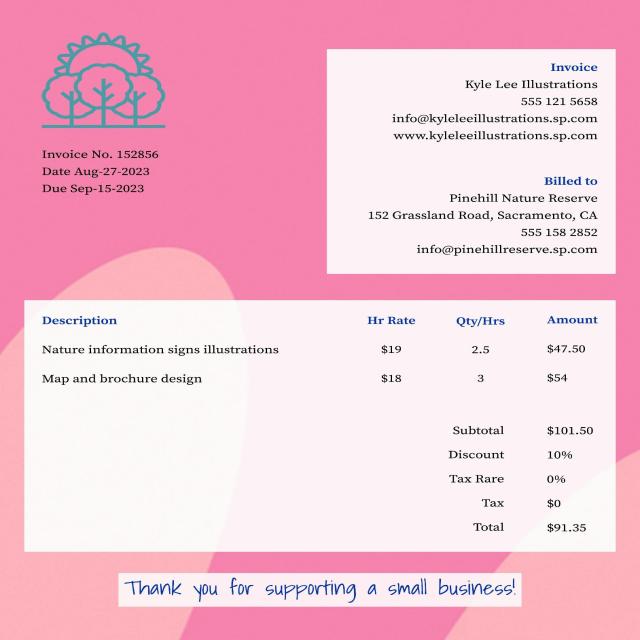 Invoice No. 152856
Date Aug-27-2023
Due Sep-15-2023
Invoice
Kyle Lee Illustrations
555 121 5658
info@kyleleeillustrations.sp.com
www.kyleleeillustrations.sp.com
Billed to
Pinehill Nature Reserve
152 Grassland Road, Sacramento, CA
555 158 2852
info@pinehillreserve.sp.com
Description Hr Rate Qty/Hrs Amount
Nature information signs illustrations $19 2.5 $47.50
Map and brochure design $18 3 $54
Subtotal $101.50
Discount 10%
Tax Rare 0%
Tax $0
Total $91.35
Thank you for supporting a small business!